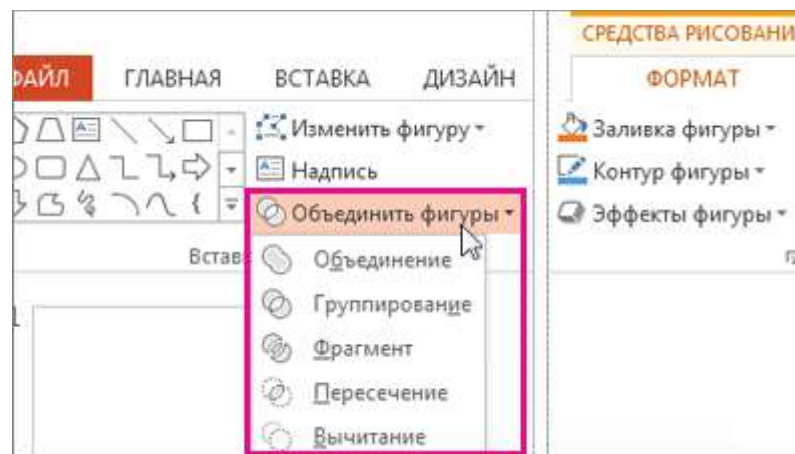 СРЕДСТВА РИСОВАНИ
ФАЙЛ ГЛАВНАЯ ВСТАВКА ДИЗАЙН ФОРМАТ
Изменить фигуру Заливка фигуры
Надпись Контур фигуры
Объединить фигуры Эффекты фигуры
Встав
Объединение
Группирование
Фрагмент
Пересечение
Вычитание
1